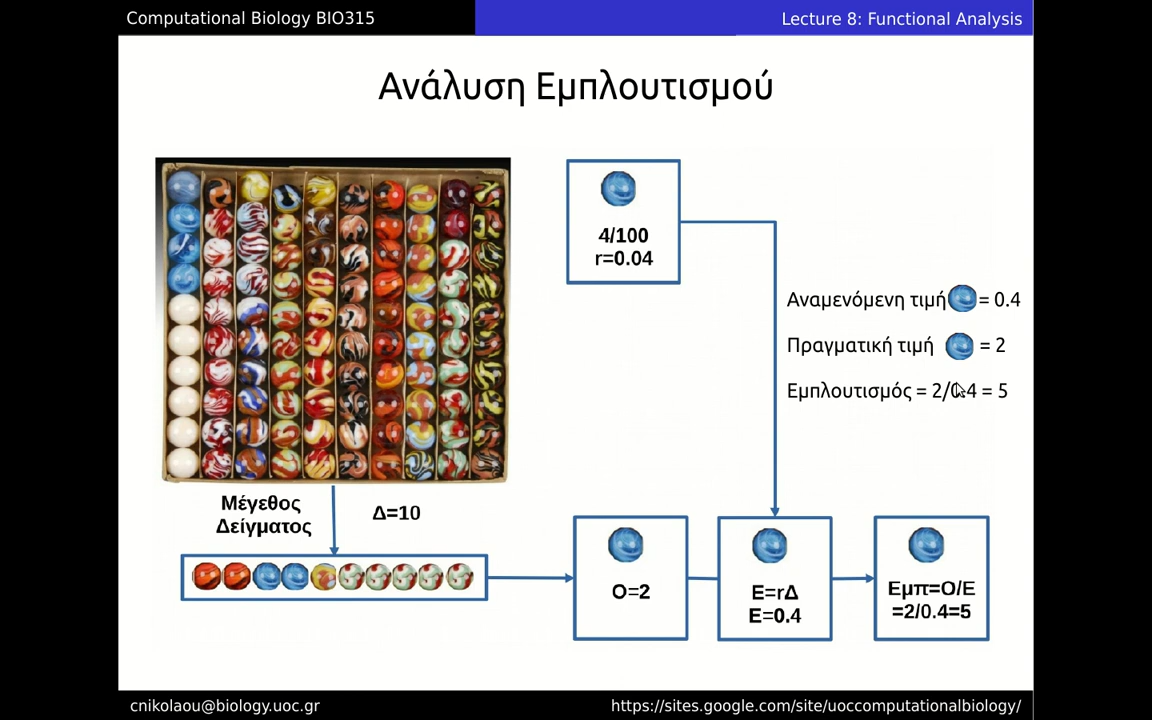 Computational Biology BIO315
Lecture 8: Functional Analysis
Ανάλυση Εμπλουτισμού
4/100
r=0.04
Αναμενόμενη τιμή = 0.4
Πραγματική τιμή = 2
Εμπλουτισμός = 2/0.4 = 5
Μέγεθος
Δείγματος
Δ=10
O=2
E=rΔ
E=0.4
Εμπ=O/E
=2/0.4=5
cnikolaou@biology.uoc.gr
https://sites.google.com/site/uoccomputationalbiology/